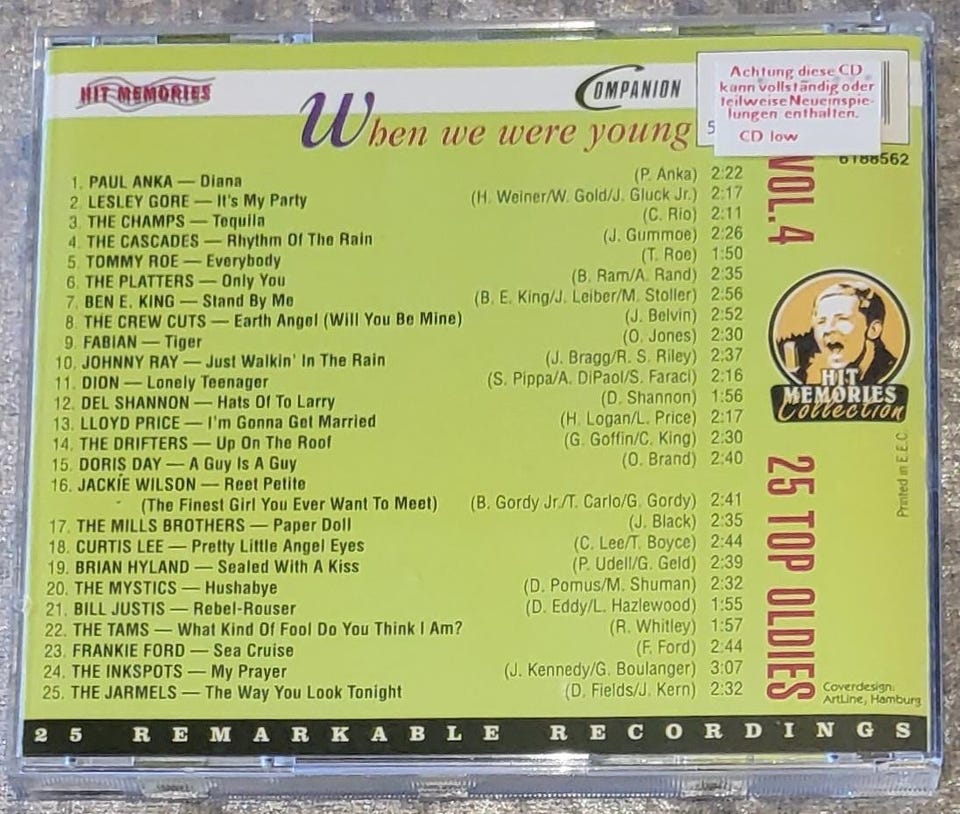 HIT MEMORIES
COMPANION
When we were young
Achtung diese CD
kann vollständig oder
teilweise Neueinspie-
lungen enthalten.
CD low
5
6188562
1. PAUL ANKA — Diana (P. Anka) 2:22
2. LESLEY GORE — It's My Party (H. Weiner/W. Gold/J. Gluck Jr.) 2:17
3. THE CHAMPS — Tequila (C. Rio) 2:11
4. THE CASCADES — Rhythm Of The Rain (J. Gummoe) 2:26
5. TOMMY ROE — Everybody (T. Roe) 1:50
6. THE PLATTERS — Only You (B. Ram/A. Rand) 2:35
7. BEN E. KING — Stand By Me (B. E. King/J. Leiber/M. Stoller) 2:56
8. THE CREW CUTS — Earth Angel (Will You Be Mine) (J. Belvin) 2:52
9. FABIAN — Tiger (O. Jones) 2:30
10. JOHNNY RAY — Just Walkin' In The Rain (J. Bragg/R. S. Riley) 2:37
11. DION — Lonely Teenager (S. Pippa/A. DiPaol/S. Faraci) 2:16
12. DEL SHANNON — Hats Of To Larry (D. Shannon) 1:56
13. LLOYD PRICE — I'm Gonna Get Married (H. Logan/L. Price) 2:17
14. THE DRIFTERS — Up On The Roof (G. Goffin/C. King) 2:30
15. DORIS DAY — A Guy Is A Guy (O. Brand) 2:40
16. JACKIE WILSON — Reet Petite
(The Finest Girl You Ever Want To Meet) (B. Gordy Jr./T. Carlo/G. Gordy) 2:41
17. THE MILLS BROTHERS — Paper Doll (J. Black) 2:35
18. CURTIS LEE — Pretty Little Angel Eyes (C. Lee/T. Boyce) 2:44
19. BRIAN HYLAND — Sealed With A Kiss (P. Udell/G. Geld) 2:39
20. THE MYSTICS — Hushabye (D. Pomus/M. Shuman) 2:32
21. BILL JUSTIS — Rebel-Rouser (D. Eddy/L. Hazlewood) 1:55
22. THE TAMS — What Kind Of Fool Do You Think I Am? (R. Whitley) 1:57
23. FRANKIE FORD — Sea Cruise (F. Ford) 2:44
24. THE INKSPOTS — My Prayer (J. Kennedy/G. Boulanger) 3:07
25. THE JARMELS — The Way You Look Tonight (D. Fields/J. Kern) 2:32
VOL. 4
25 TOP OLDIES
HIT
MEMORIES
Collection
Printed in E.E.C.
Coverdesign:
ArtLine, Hamburg
25 REMARKABLE RECORDINGS